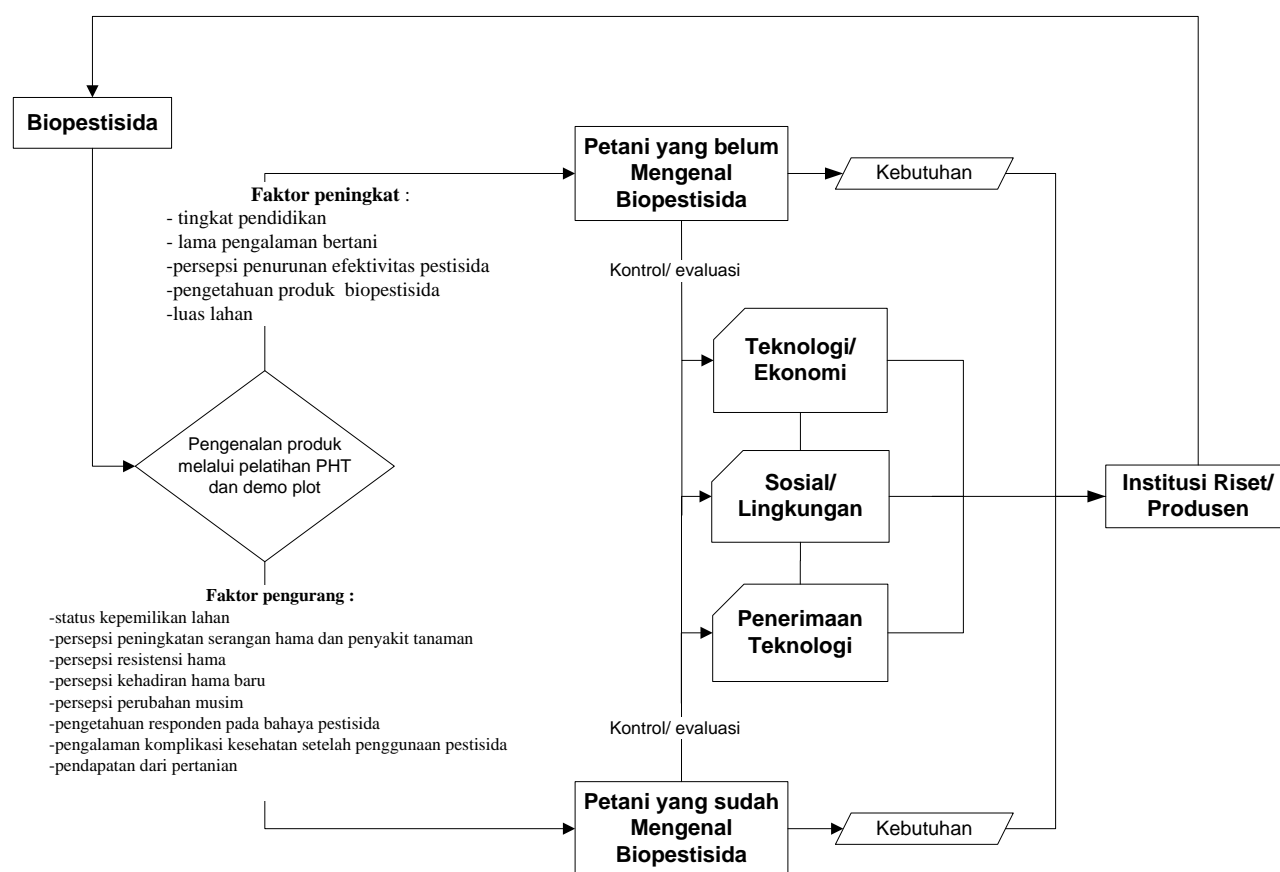 Biopestisida
Petani yang belum
Mengenal
Biopestisida
Kebutuhan
Faktor peningkat :
- tingkat pendidikan
- lama pengalaman bertani
-persepsi penurunan efektivitas pestisida
-pengetahuan produk biopestisida
-luas lahan
Kontrol/ evaluasi
Teknologi/
Ekonomi
Pengenalan produk
melalui pelatihan PHT
dan demo plot
Sosial/
Lingkungan
Institusi Riset/
Produsen
Penerimaan
Teknologi
Faktor pengurang :
-status kepemilikan lahan
-persepsi peningkatan serangan hama dan penyakit tanaman
-persepsi resistensi hama
-persepsi kehadiran hama baru
-persepsi perubahan musim
-pengetahuan responden pada bahaya pestisida
-pengalaman komplikasi kesehatan setelah penggunaan pestisida
-pendapatan dari pertanian
Kontrol/ evaluasi
Petani yang sudah
Mengenal
Biopestisida
Kebutuhan